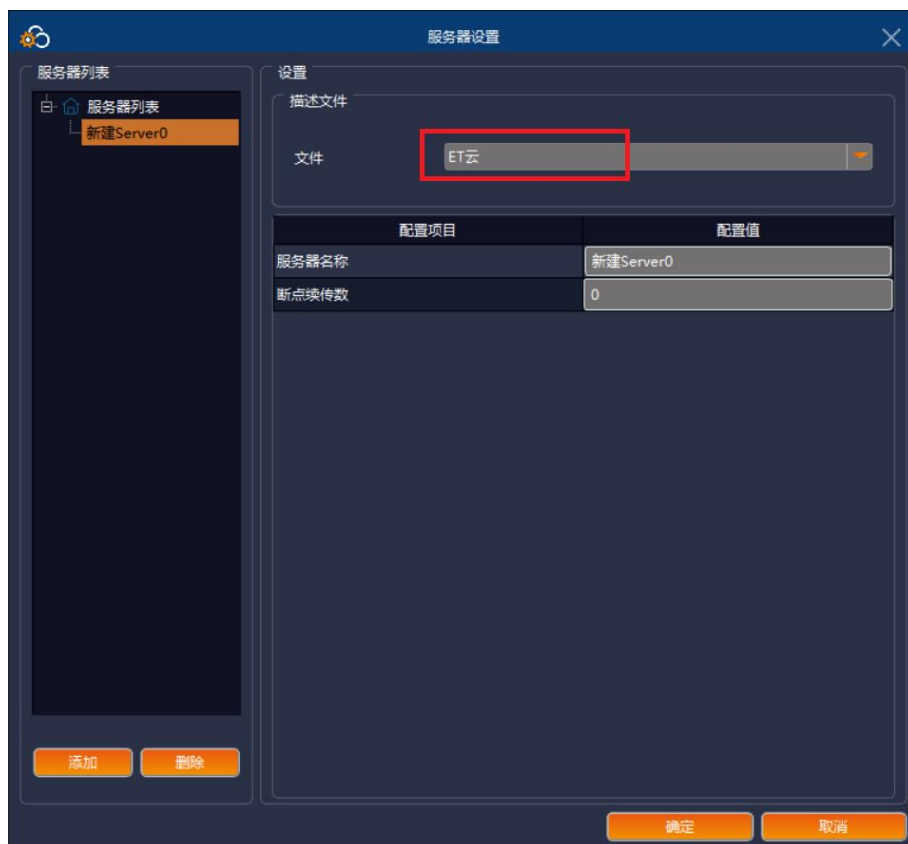 服务器设置
服务器列表
服务器列表
新建Server0
添加
删除
设置
描述文件
文件
ET云
配置项目
配置值
服务器名称
新建Server0
断点续传数
0
确定
取消